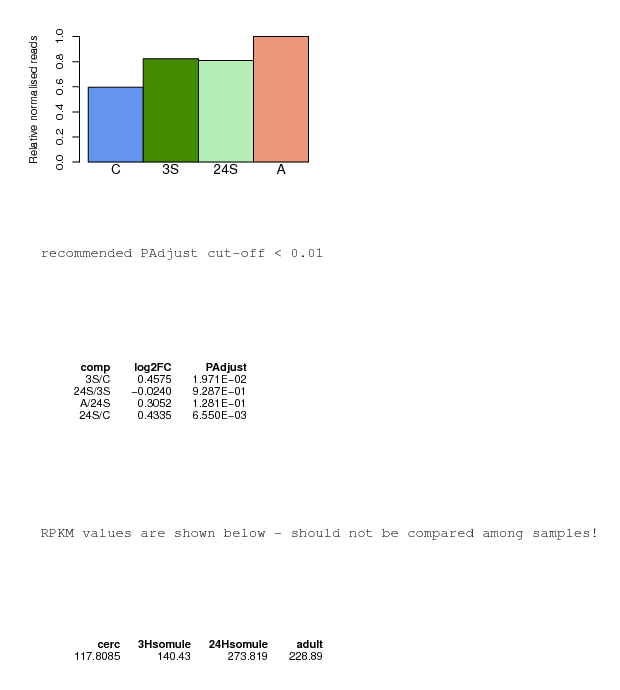 Relative normalised reads
1.0
0.8
0.6
0.4
0.2
0.0
C 3S 24S A
recommended PAdjust cut-off < 0.01
comp log2FC PAdjust
3S/C 0.4575 1.971E−02
24S/3S −0.0240 9.287E−01
A/24S 0.3052 1.281E−01
24S/C 0.4335 6.550E−03
RPKM values are shown below - should not be compared among samples!
cerc 3Hsomule 24Hsomule adult
117.8085 140.43 273.819 228.89